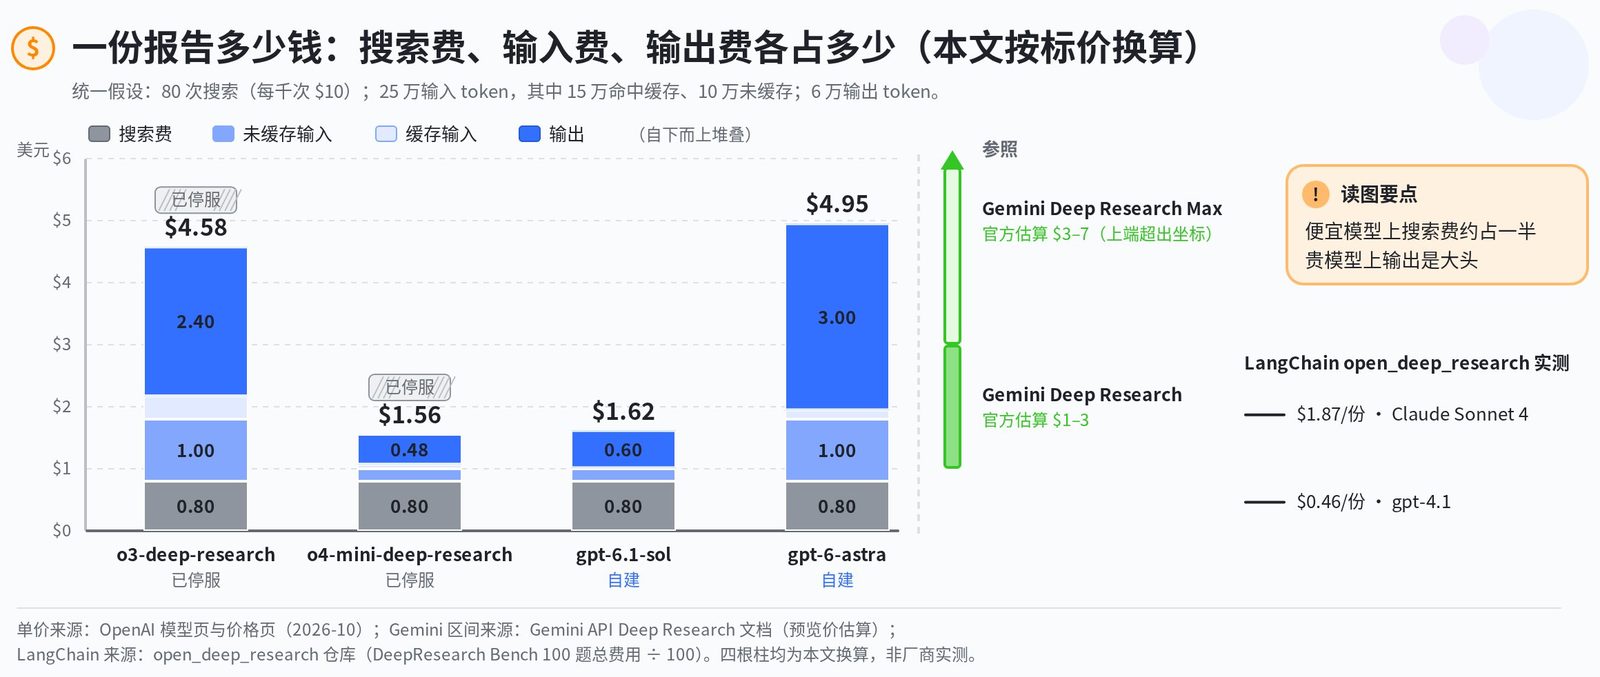 $
一份报告多少钱：搜索费、输入费、输出费各占多少（本文按标价换算）
统一假设：80 次搜索（每千次 $10）；25 万输入 token，其中 15 万命中缓存、10 万未缓存；6 万输出 token。
搜索费 未缓存输入 缓存输入 输出 （自下而上堆叠）
美元
$6
$5
$4
$3
$2
$1
$0
已停服
$4.58
2.40
1.00
0.80
o3-deep-research
已停服
已停服
$1.56
0.48
0.80
o4-mini-deep-research
已停服
$1.62
0.60
0.80
gpt-6.1-sol
自建
$4.95
3.00
1.00
0.80
gpt-6-astra
自建
参照
Gemini Deep Research Max
官方估算 $3–7（上端超出坐标）
Gemini Deep Research
官方估算 $1–3
! 读图要点
便宜模型上搜索费约占一半
贵模型上输出是大头
LangChain open_deep_research 实测
$1.87/份 · Claude Sonnet 4
$0.46/份 · gpt-4.1
单价来源：OpenAI 模型页与价格页（2026-10）；Gemini 区间来源：Gemini API Deep Research 文档（预览价估算）；
LangChain 来源：open_deep_research 仓库（DeepResearch Bench 100 题总费用 ÷ 100）。四根柱均为本文换算，非厂商实测。